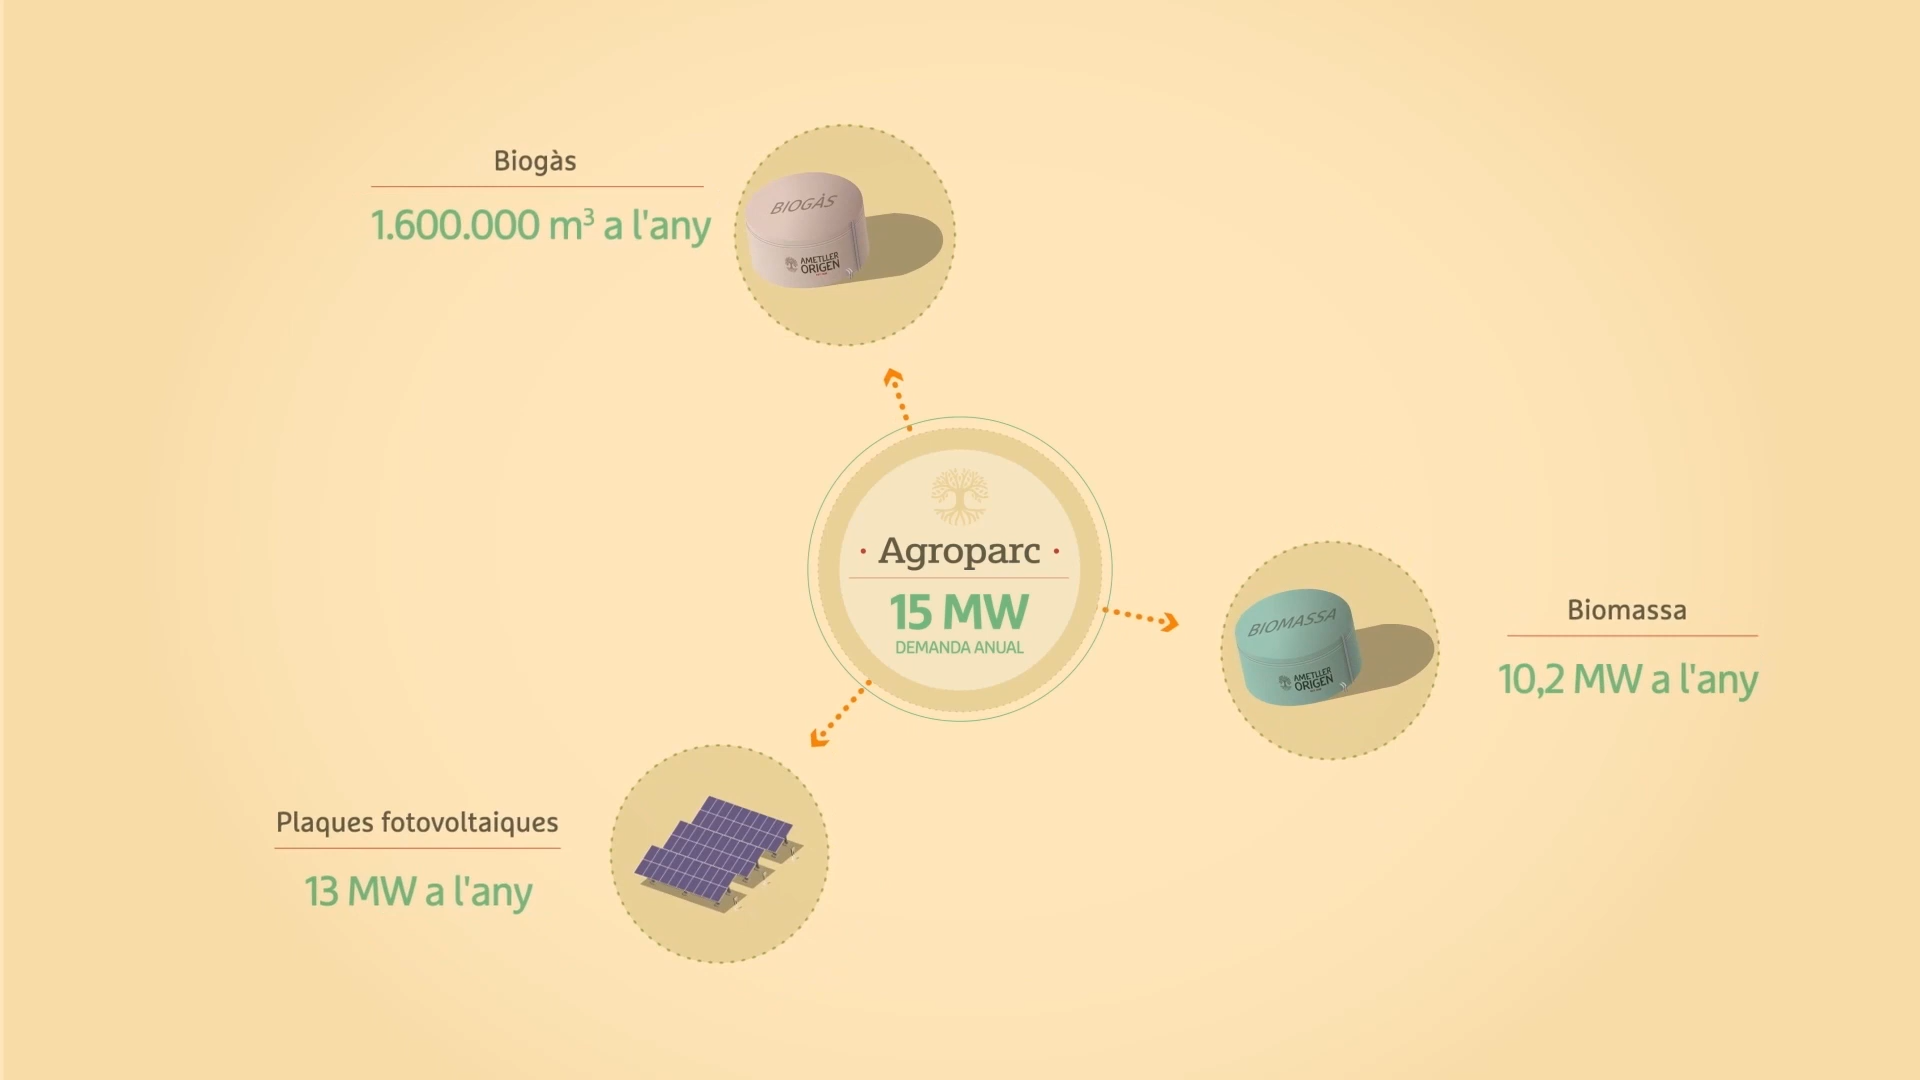 Biogàs
1.600.000 m³ a l'any
BIOGÀS
AMETLLER
ORIGEN
Agroparc
15 MW
DEMANDA ANUAL
Biomassa
10,2 MW a l'any
BIOMASSA
AMETLLER
ORIGEN
Plaques fotovoltaiques
13 MW a l'any